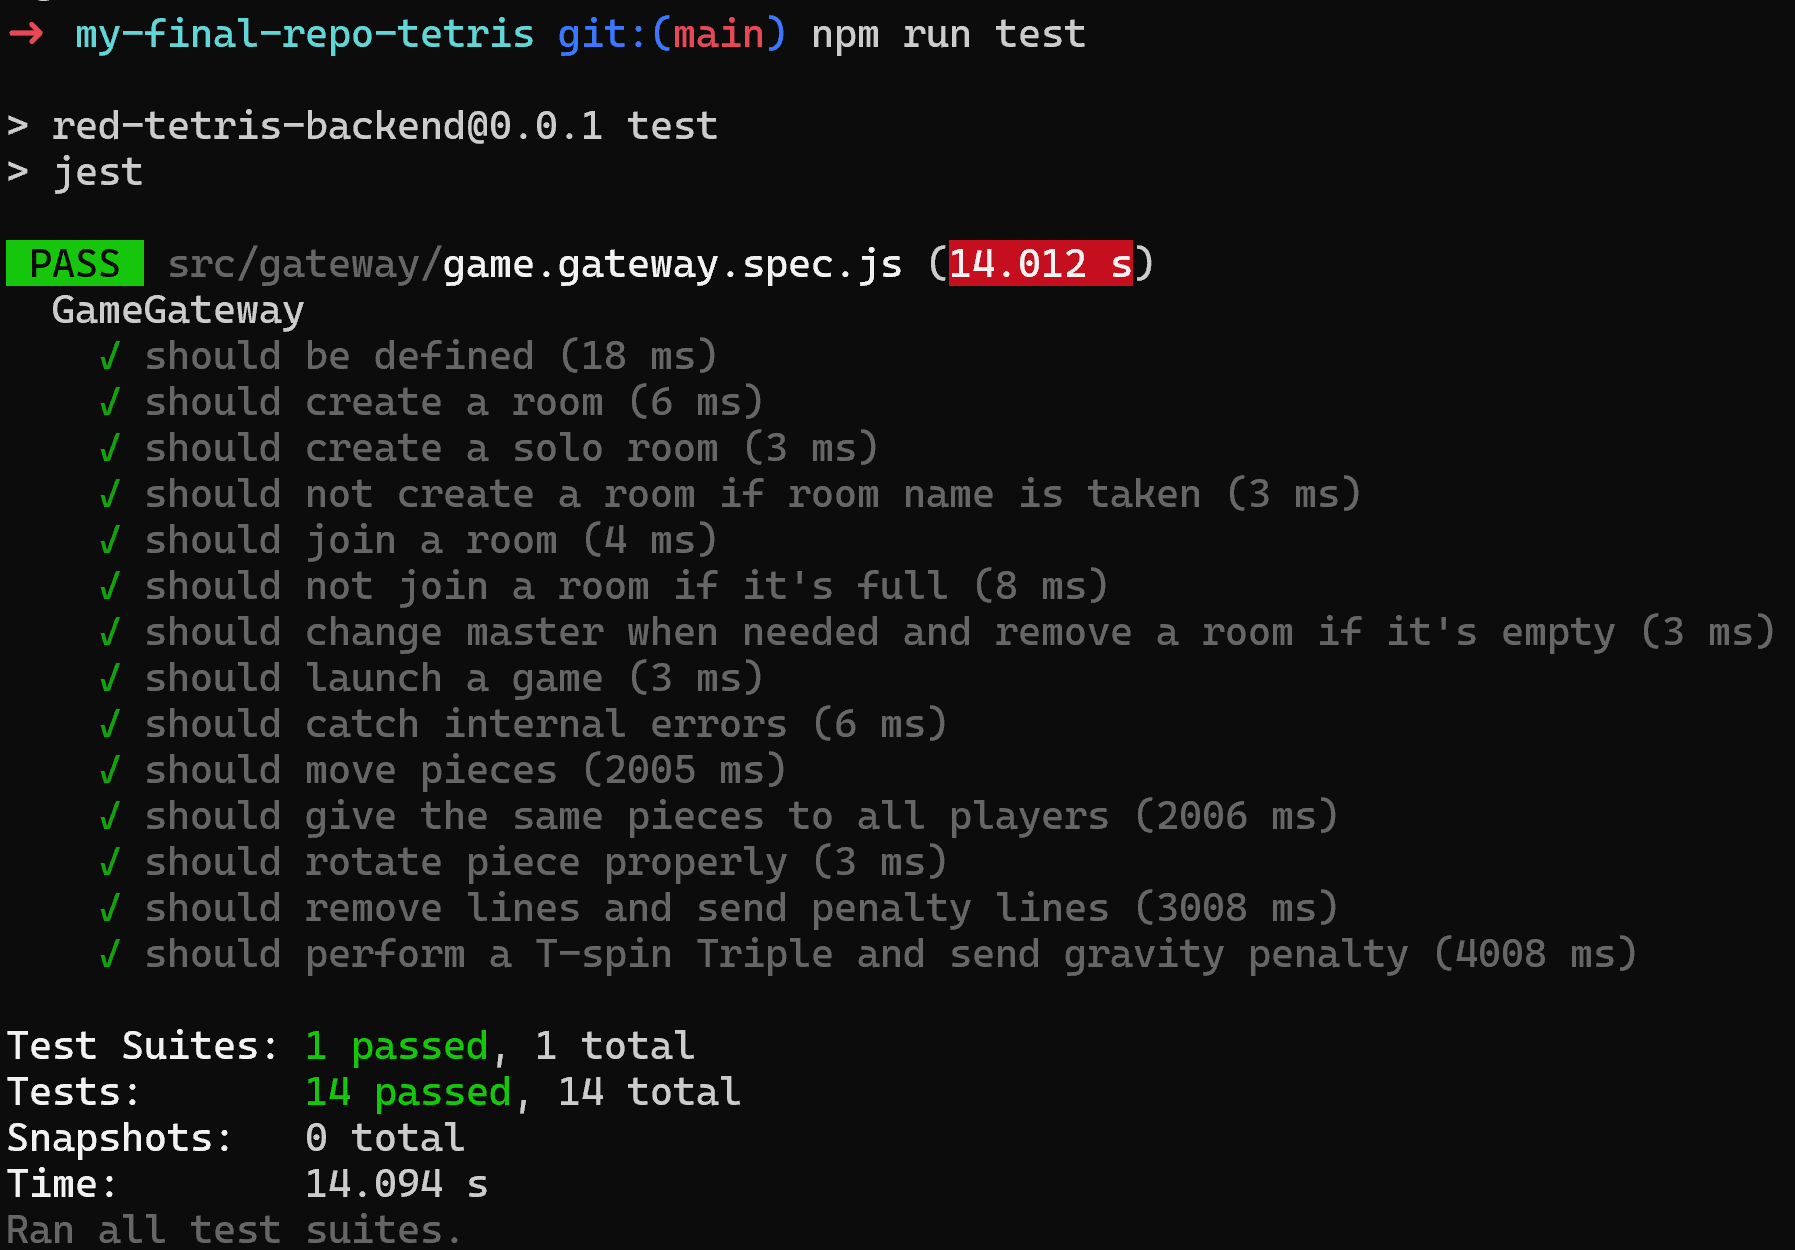 → my-final-repo-tetris git:(main) npm run test
> red-tetris-backend@0.0.1 test
> jest
PASS src/gateway/game.gateway.spec.js (14.012 s)
GameGateway
√ should be defined (18 ms)
√ should create a room (6 ms)
√ should create a solo room (3 ms)
√ should not create a room if room name is taken (3 ms)
√ should join a room (4 ms)
√ should not join a room if it's full (8 ms)
√ should change master when needed and remove a room if it's empty (3 ms)
√ should launch a game (3 ms)
√ should catch internal errors (6 ms)
√ should move pieces (2005 ms)
√ should give the same pieces to all players (2006 ms)
√ should rotate piece properly (3 ms)
√ should remove lines and send penalty lines (3008 ms)
√ should perform a T-spin Triple and send gravity penalty (4008 ms)
Test Suites: 1 passed, 1 total
Tests: 14 passed, 14 total
Snapshots: 0 total
Time: 14.094 s
Ran all test suites.